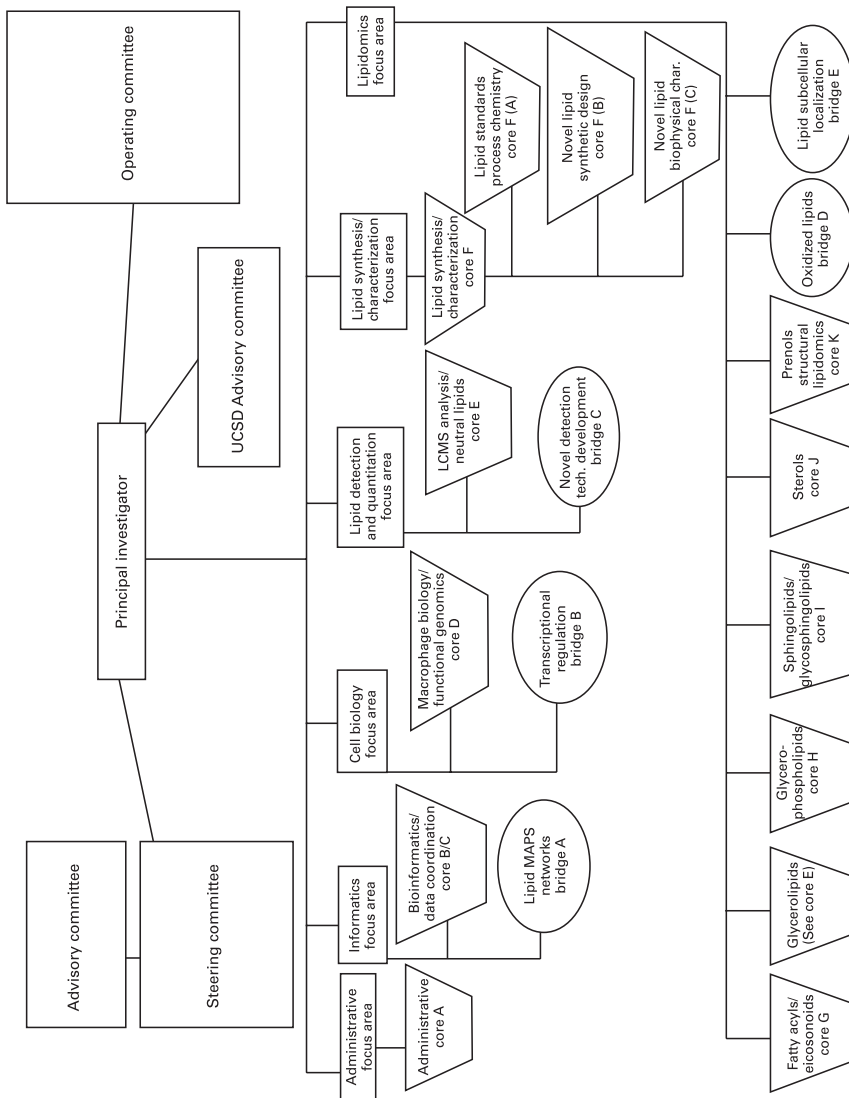 Advisory committee
Steering committee
Principal investigator
UCSD Advisory committee
Operating committee
Administrative
focus area
Administrative
core A
Informatics
focus area
Bioinformatics/
data coordination
core B/C
Lipid MAPS
networks
bridge A
Cell biology
focus area
Macrophage biology/
functional genomics
core D
Transcriptional
regulation
bridge B
Lipid detection
and quantitation
focus area
LCMS analysis/
neutral lipids
core E
Novel detection
tech. development
bridge C
Lipid synthesis/
characterization
focus area
Lipid synthesis/
characterization
core F
Lipid standards
process chemistry
core F (A)
Novel lipid
synthetic design
core F (B)
Novel lipid
biophysical char.
core F (C)
Lipidomics
focus area
Fatty acyls/
eicosonoids
core G
Glycerolipids
(See core E)
Glycero-
phospholipids
core H
Sphingolipids/
glycosphingolipids
core I
Sterols
core J
Prenols
structural
lipidomics
core K
Oxidized lipids
bridge D
Lipid subcellular
localization
bridge E